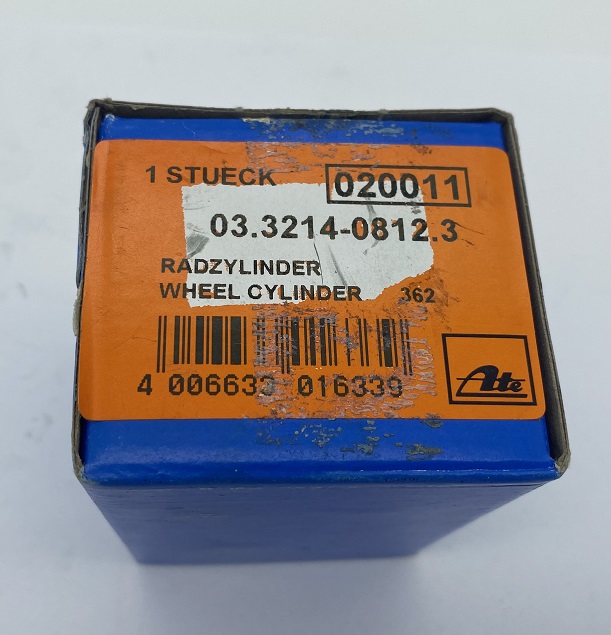 1 STUECK 020011
03.3214-0812.3
RADZYLINDER
WHEEL CYLINDER 362
4 006633 016339
Ate